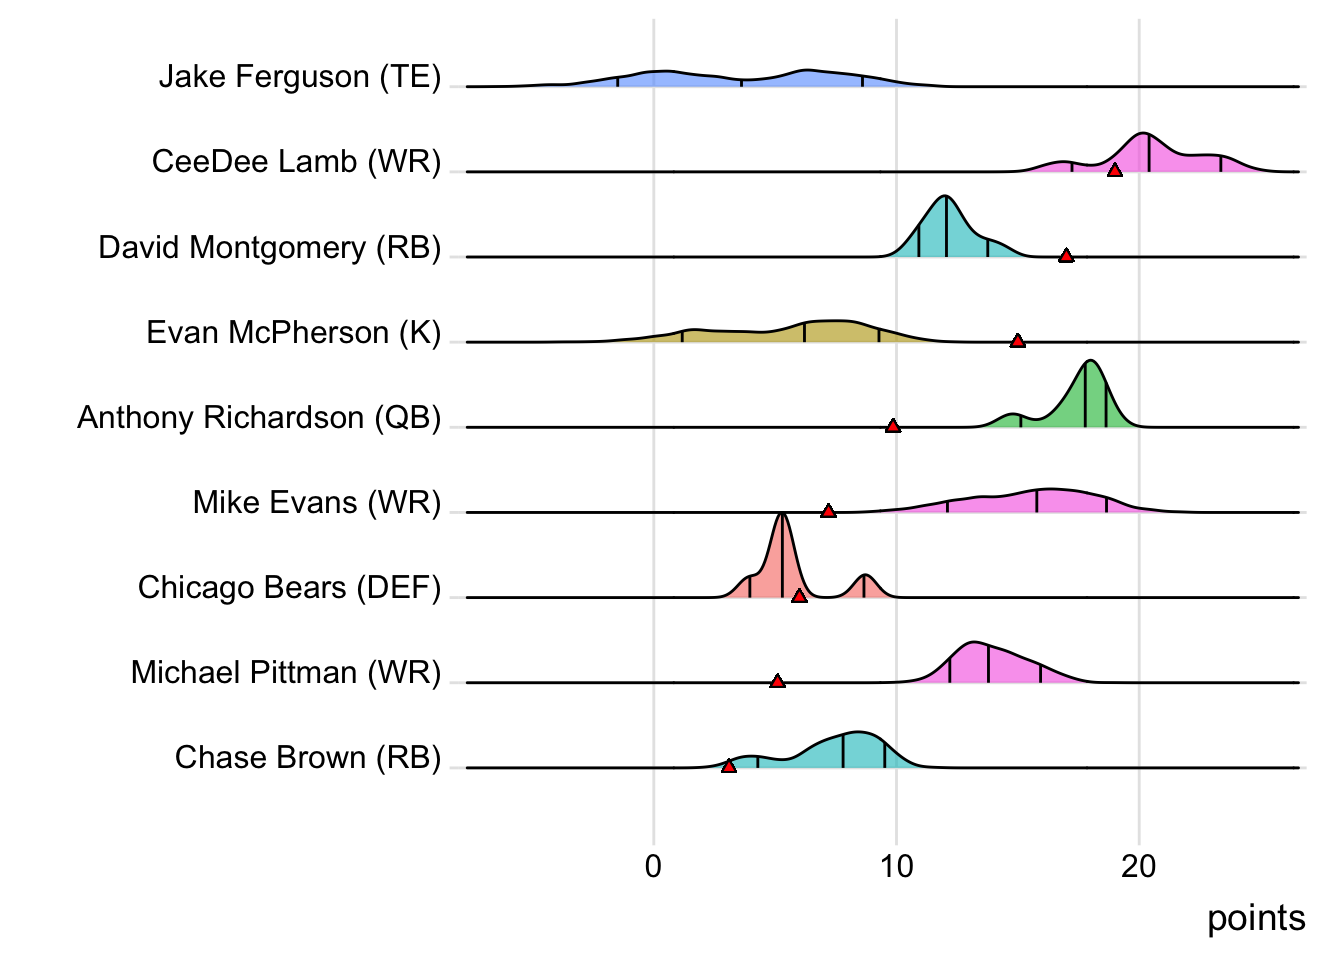 Jake Ferguson (TE)
CeeDee Lamb (WR)
David Montgomery (RB)
Evan McPherson (K)
Anthony Richardson (QB)
Mike Evans (WR)
Chicago Bears (DEF)
Michael Pittman (WR)
Chase Brown (RB)
0 10 20
points